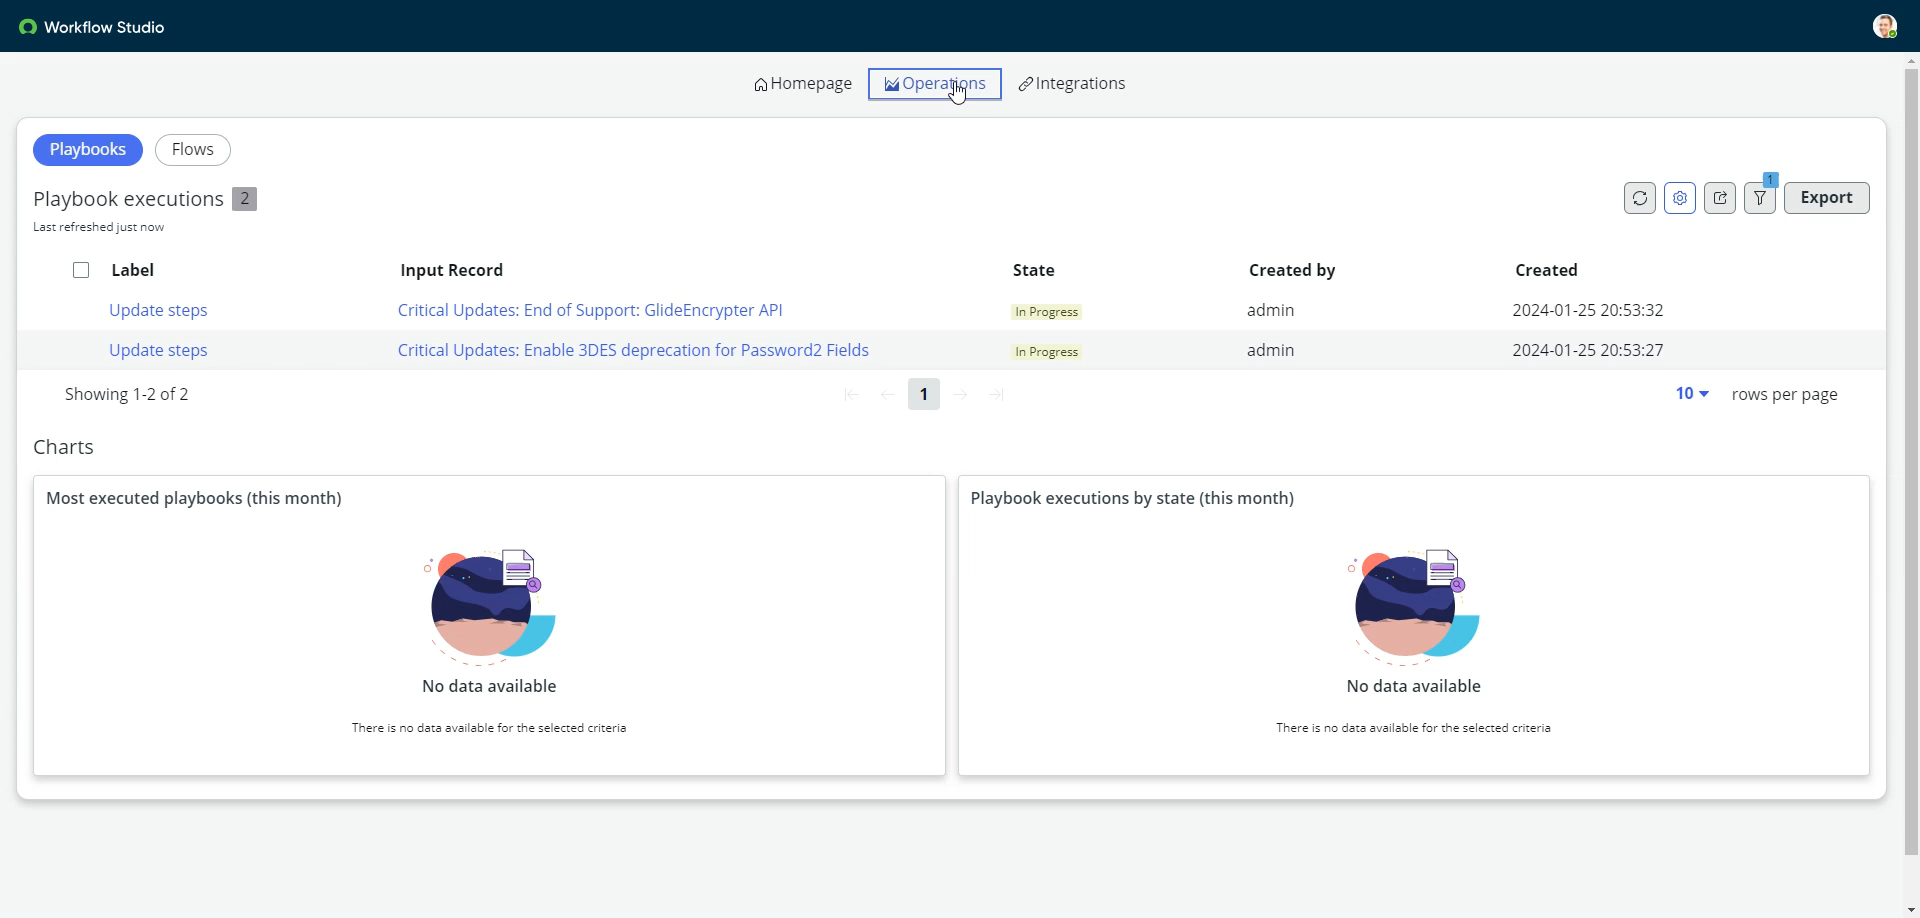 Workflow Studio
Homepage Operations Integrations
Playbooks Flows
Playbook executions 2
1
Export
Last refreshed just now
Label Input Record State Created by Created
Update steps Critical Updates: End of Support: GlideEncrypter API In Progress admin 2024-01-25 20:53:32
Update steps Critical Updates: Enable 3DES deprecation for Password2 Fields In Progress admin 2024-01-25 20:53:27
Showing 1-2 of 2 1 10 rows per page
Charts
Most executed playbooks (this month)
No data available
There is no data available for the selected criteria
Playbook executions by state (this month)
No data available
There is no data available for the selected criteria